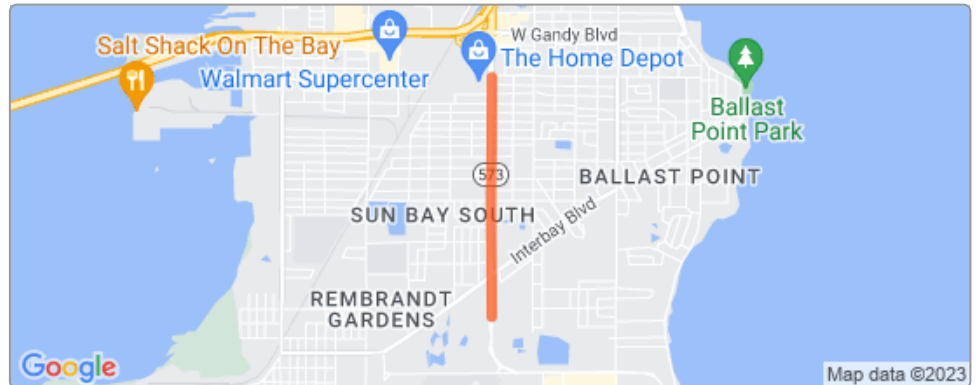 W Gandy Blvd
Salt Shack On The Bay
The Home Depot
Walmart Supercenter
Ballast
Point Park
573
BALLAST POINT
SUN BAY SOUTH
Interbay Blvd
REMBRANDT
GARDENS
Google
Map data ©2023